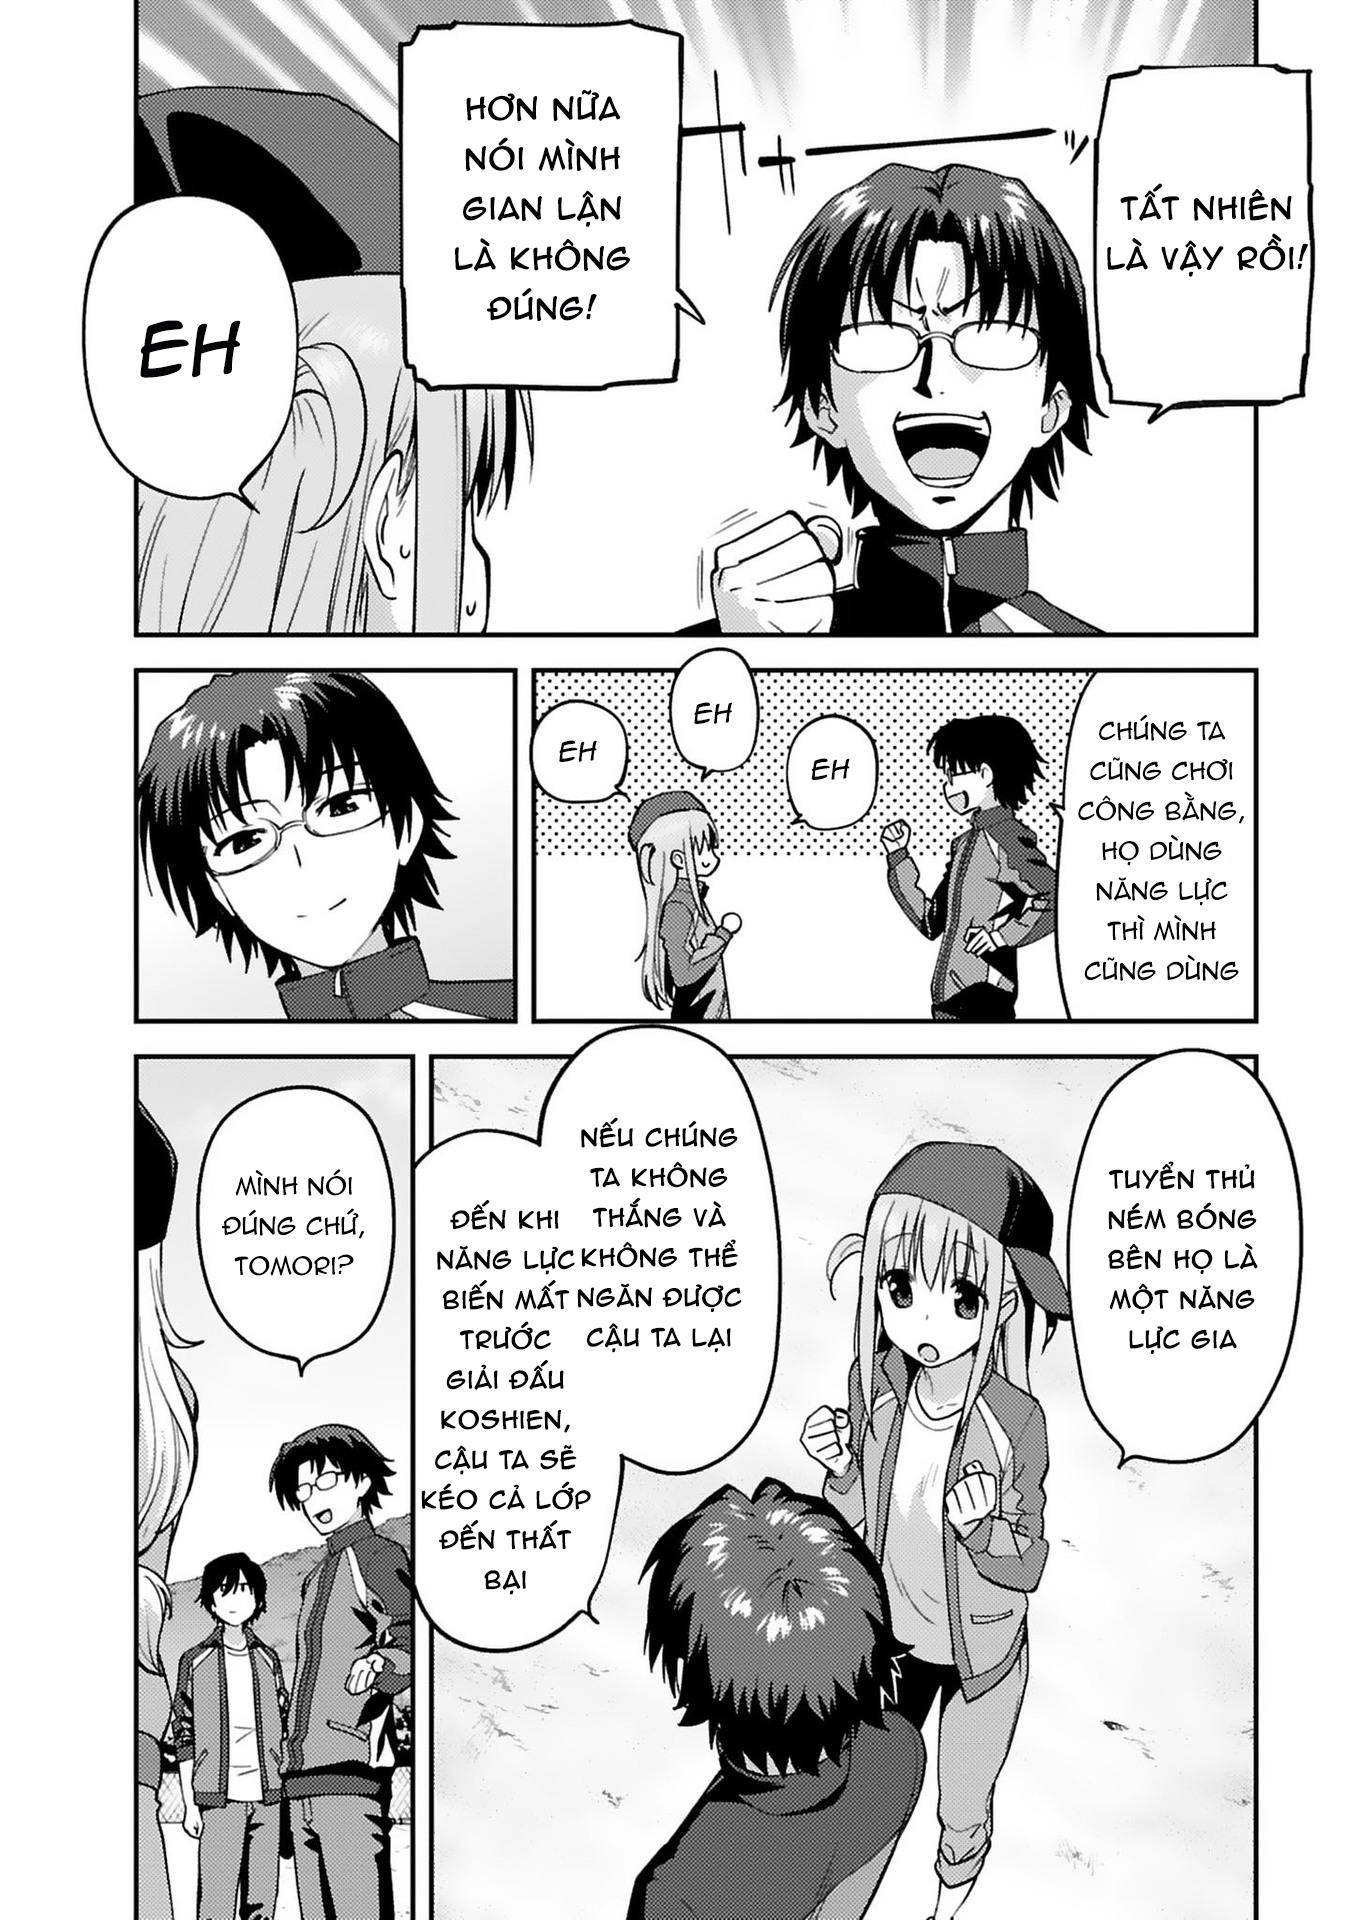 TẤT NHIÊN
LÀ VẬY RỒI!
HƠN NỮA
NÓI MÌNH
GIAN LẬN
LÀ KHÔNG
ĐÚNG!
EH
CHÚNG TA
CŨNG CHƠI
CÔNG BẰNG,
HỌ DÙNG
NĂNG LỰC
THÌ MÌNH
CŨNG DÙNG
EH
EH
EH
TUYỂN THỦ
NÉM BÓNG
BÊN HỌ LÀ
MỘT NĂNG
LỰC GIA
NẾU CHÚNG
TA KHÔNG
THẮNG VÀ
KHÔNG THỂ
NGĂN ĐƯỢC
CẬU TA LẠI
ĐẾN KHI
NĂNG LỰC
BIẾN MẤT
TRƯỚC
GIẢI ĐẤU
KOSHIEN,
CẬU TA SẼ
KÉO CẢ LỚP
ĐẾN THẤT
BẠI
MÌNH NÓI
ĐÚNG CHỨ,
TOMORI?